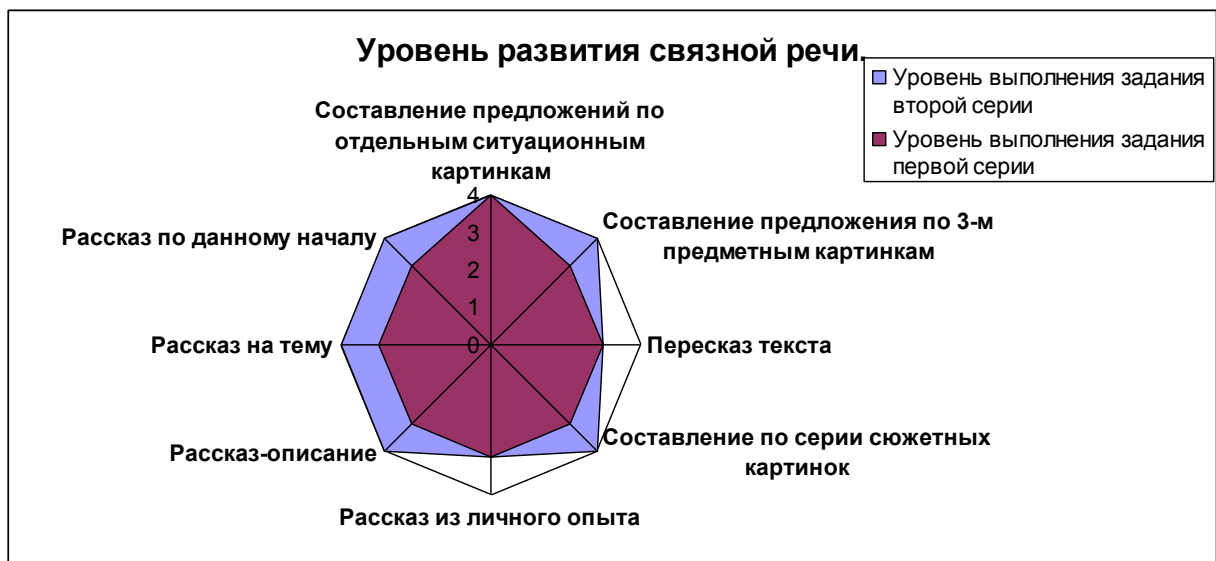 Уровень развития связной речи.
Уровень выполнения задания
второй серии
Уровень выполнения задания
первой серии
Составление предложений по
отдельным ситуационным
картинкам
Составление предложения по 3-м
предметным картинкам
Пересказ текста
Составление по серии сюжетных
картинок
Рассказ из личного опыта
Рассказ-описание
Рассказ на тему
Рассказ по данному началу
4
3
2
1
0